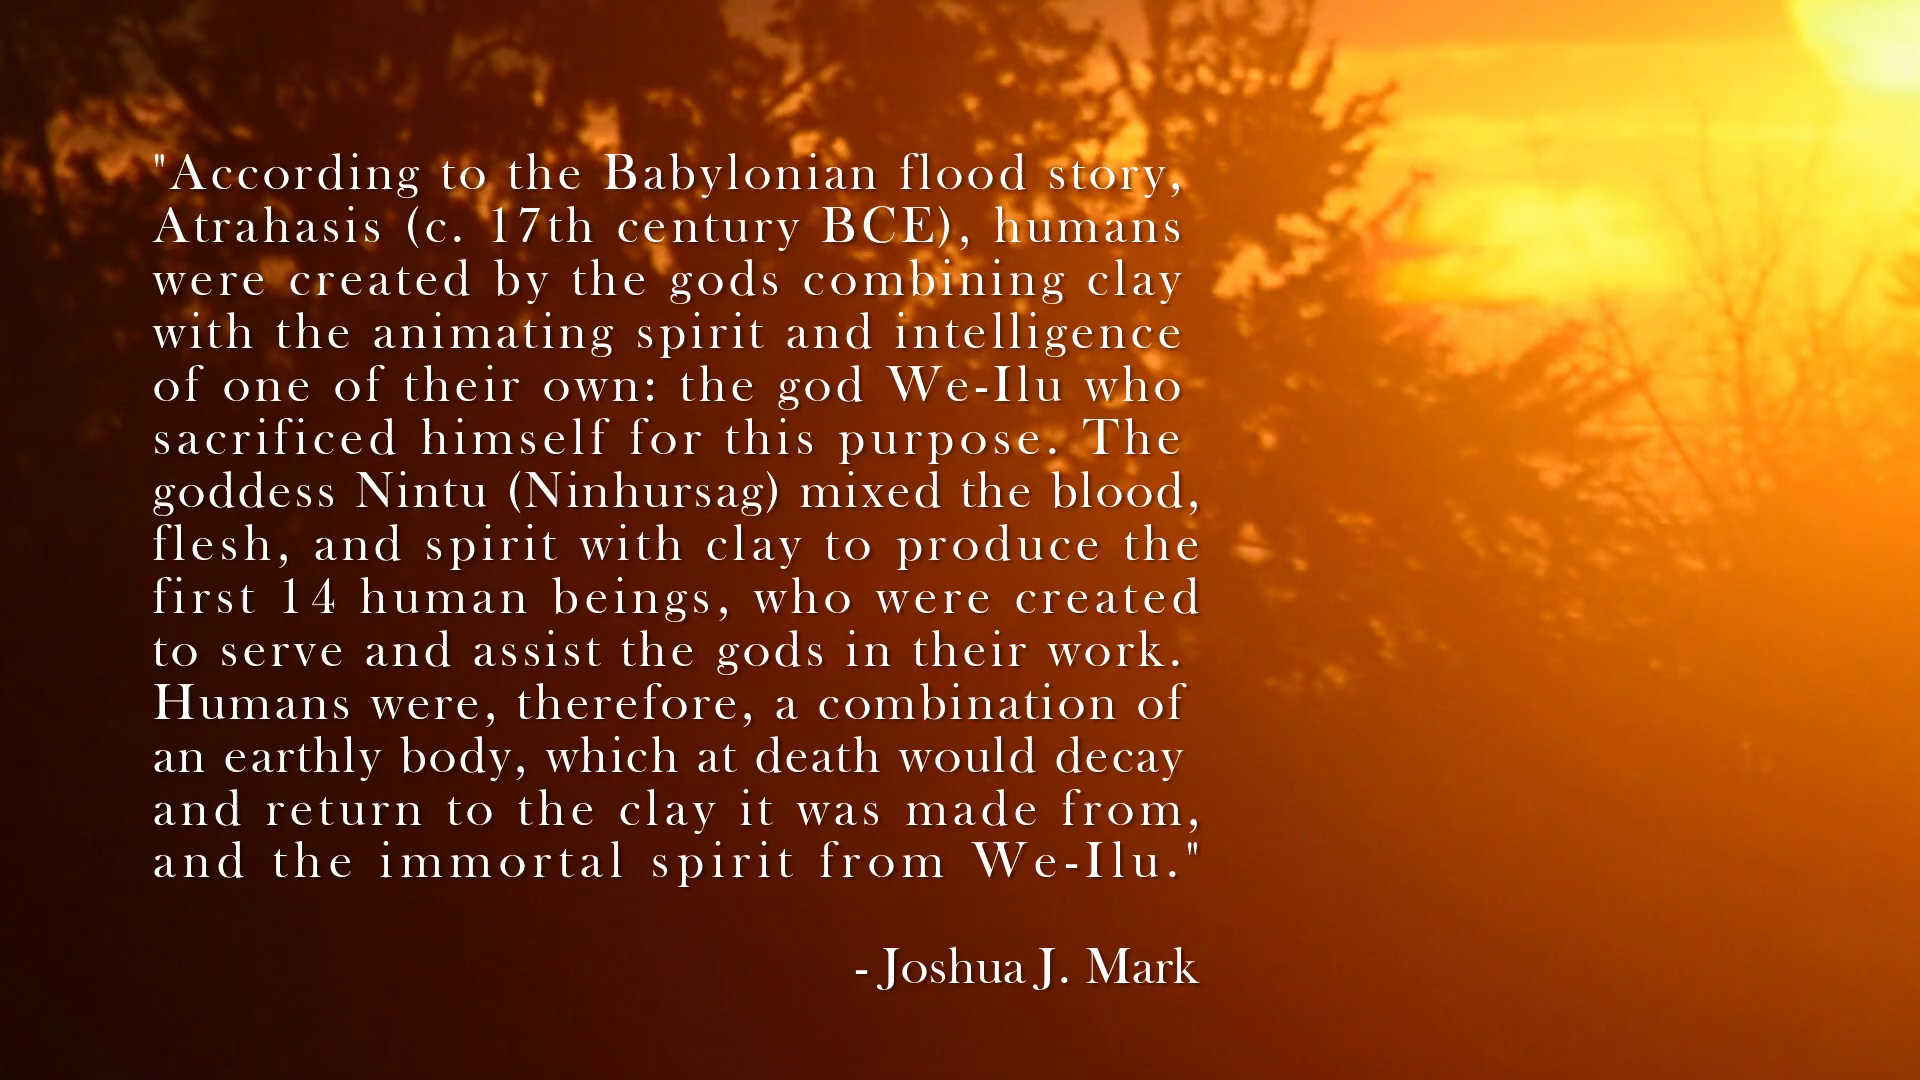 "According to the Babylonian flood story,
Atrahasis (c. 17th century BCE), humans
were created by the gods combining clay
with the animating spirit and intelligence
of one of their own: the god We-Ilu who
sacrificed himself for this purpose. The
goddess Nintu (Ninhursag) mixed the blood,
flesh, and spirit with clay to produce the
first 14 human beings, who were created
to serve and assist the gods in their work.
Humans were, therefore, a combination of
an earthly body, which at death would decay
and return to the clay it was made from,
and the immortal spirit from We-Ilu."
- Joshua J. Mark